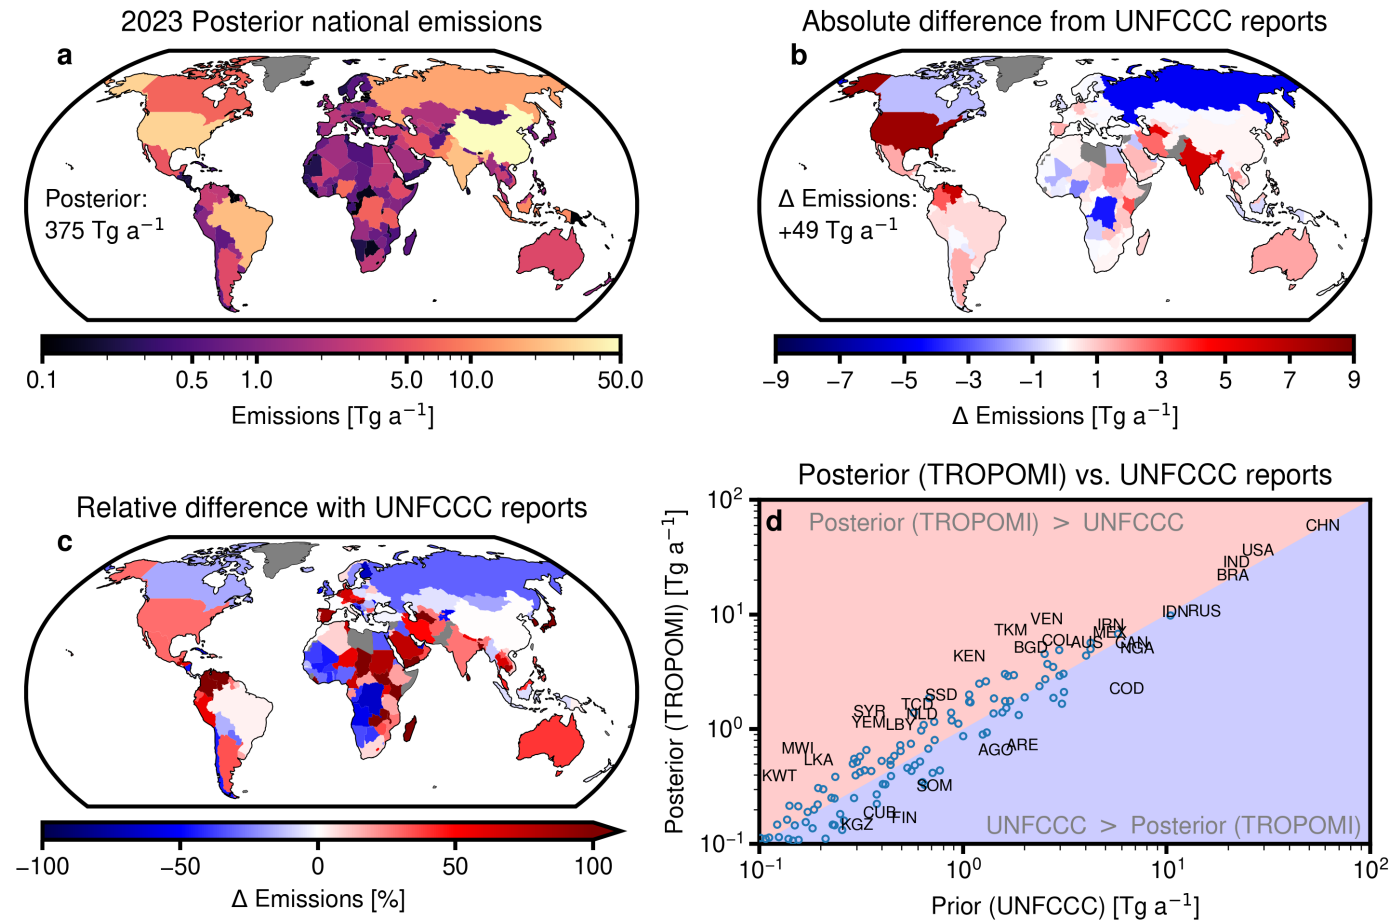 2023 Posterior national emissions
a
Posterior:
375 Tg a⁻¹
0.1 0.5 1.0 5.0 10.0 50.0
Emissions [Tg a⁻¹]
Absolute difference from UNFCCC reports
b
Δ Emissions:
+49 Tg a⁻¹
−9 −7 −5 −3 −1 1 3 5 7 9
Δ Emissions [Tg a⁻¹]
Relative difference with UNFCCC reports
c
−100 −50 0 50 100
Δ Emissions [%]
Posterior (TROPOMI) vs. UNFCCC reports
d
Posterior (TROPOMI) > UNFCCC
CHN
USA
IND
BRA
IDN RUS
VEN
IRN
TKM
MEX
COL AUS CAN
BGD NGA
KEN
COD
SSD
TCD
SYR NLD
YEM LBY
AGO ARE
MWI
LKA
KWT
SOM
CUB FIN
KGZ
UNFCCC > Posterior (TROPOMI)
10² 10¹ 10⁰ 10⁻¹
Posterior (TROPOMI) [Tg a⁻¹]
10⁻¹ 10⁰ 10¹ 10²
Prior (UNFCCC) [Tg a⁻¹]